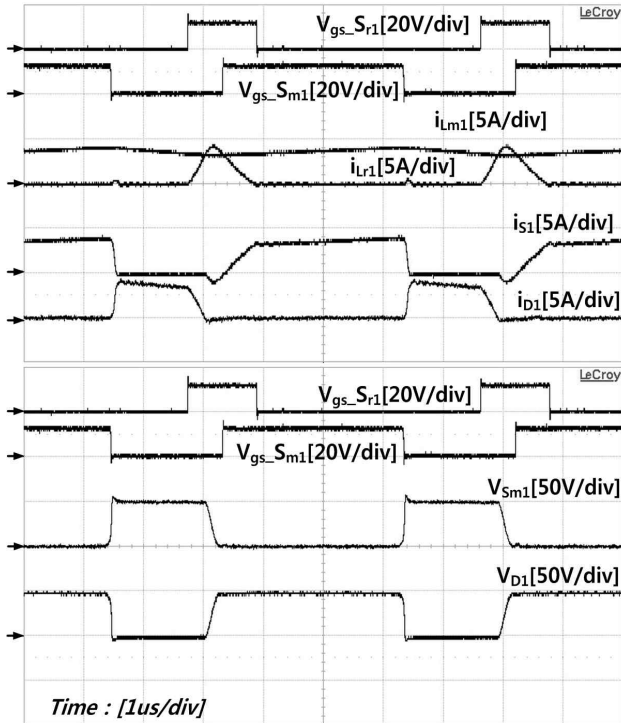 LeCroy
Vgs_Sr1[20V/div]
Vgs_Sm1[20V/div]
iLm1[5A/div]
iLr1[5A/div]
iS1[5A/div]
iD1[5A/div]
LeCroy
Vgs_Sr1[20V/div]
Vgs_Sm1[20V/div]
VSm1[50V/div]
VD1[50V/div]
Time : [1us/div]